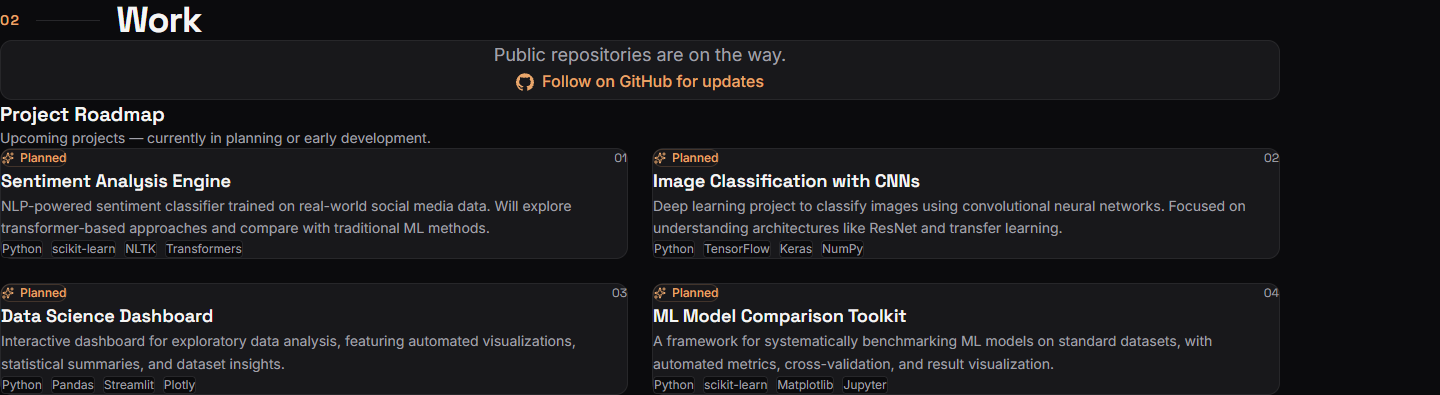 02 Work
Public repositories are on the way.
Follow on GitHub for updates
Project Roadmap
Upcoming projects — currently in planning or early development.
Planned 01
Sentiment Analysis Engine
NLP-powered sentiment classifier trained on real-world social media data. Will explore
transformer-based approaches and compare with traditional ML methods.
Python scikit-learn NLTK Transformers
Planned 02
Image Classification with CNNs
Deep learning project to classify images using convolutional neural networks. Focused on
understanding architectures like ResNet and transfer learning.
Python TensorFlow Keras NumPy
Planned 03
Data Science Dashboard
Interactive dashboard for exploratory data analysis, featuring automated visualizations,
statistical summaries, and dataset insights.
Python Pandas Streamlit Plotly
Planned 04
ML Model Comparison Toolkit
A framework for systematically benchmarking ML models on standard datasets, with
automated metrics, cross-validation, and result visualization.
Python scikit-learn Matplotlib Jupyter